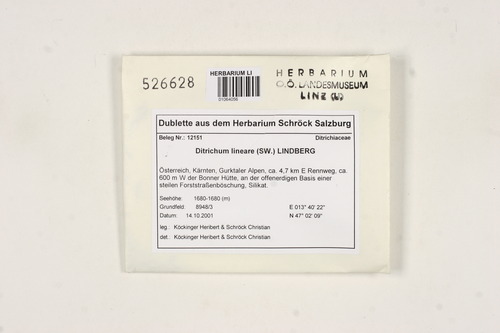 526628
HERBARIUM LI
01064256
HERBARIUM
O.Ö. LANDESMUSEUM
LINZ
Dublette aus dem Herbarium Schröck Salzburg
Beleg Nr.: 12151 Ditrichiaceae
Ditrichum lineare (SW.) LINDBERG
Österreich, Kärnten, Gurktaler Alpen, ca. 4,7 km E Rennweg, ca.
600 m W der Bonner Hütte, an der offenerdigen Basis einer
steilen Forststraßenböschung, Silikat.
Seehöhe: 1680-1680 (m)
Grundfeld: 8948/3 E 013° 40' 22"
Datum: 14.10.2001 N 47° 02' 09"
leg.: Köckinger Heribert & Schröck Christian
det.: Köckinger Heribert & Schröck Christian